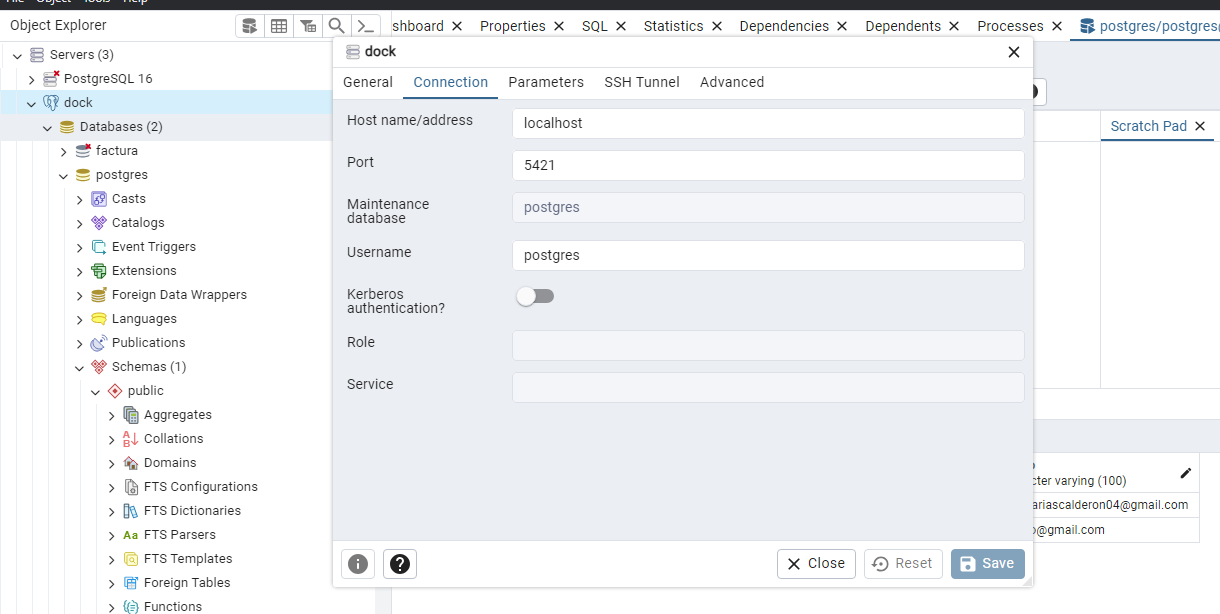 File Object Tools Help
Object Explorer
shboard Properties SQL Statistics Dependencies Dependents Processes postgres/postgres
Servers (3)
PostgreSQL 16
dock
Databases (2)
factura
postgres
Casts
Catalogs
Event Triggers
Extensions
Foreign Data Wrappers
Languages
Publications
Schemas (1)
public
Aggregates
Collations
Domains
FTS Configurations
FTS Dictionaries
Aa FTS Parsers
FTS Templates
Foreign Tables
Functions
dock
General Connection Parameters SSH Tunnel Advanced
Host name/address localhost
Port 5421
Maintenance
database
postgres
Username postgres
Kerberos
authentication?
Role
Service
Close Reset Save
Scratch Pad
cter varying (100)
ariascalderon04@gmail.com
o@gmail.com